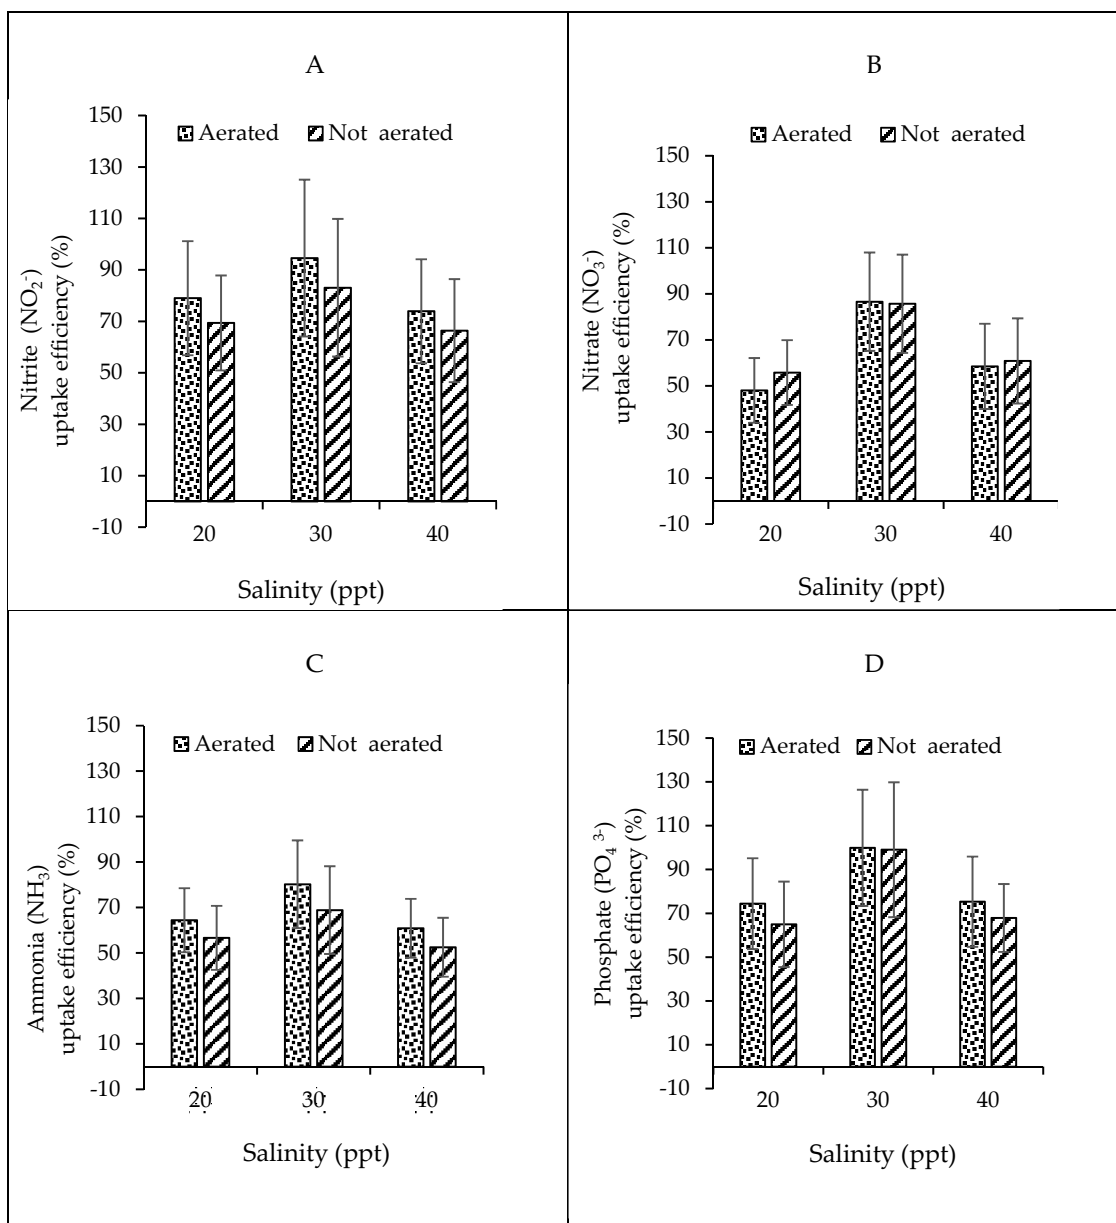 A
150
130
110
90
70
50
30
10
-10
Aerated Not aerated
Nitrite (NO₂⁻)
uptake efficiency (%)
20 30 40
Salinity (ppt)
B
150
130
110
90
70
50
30
10
-10
Aerated Not aerated
Nitrate (NO₃⁻)
uptake efficiency (%)
20 30 40
Salinity (ppt)
C
150
130
110
90
70
50
30
10
-10
Aerated Not aerated
Ammonia (NH₃)
uptake efficiency (%)
20 30 40
Salinity (ppt)
D
150
130
110
90
70
50
30
10
-10
Aerated Not aerated
Phosphate (PO₄ ³⁻)
uptake efficiency (%)
20 30 40
Salinity (ppt)